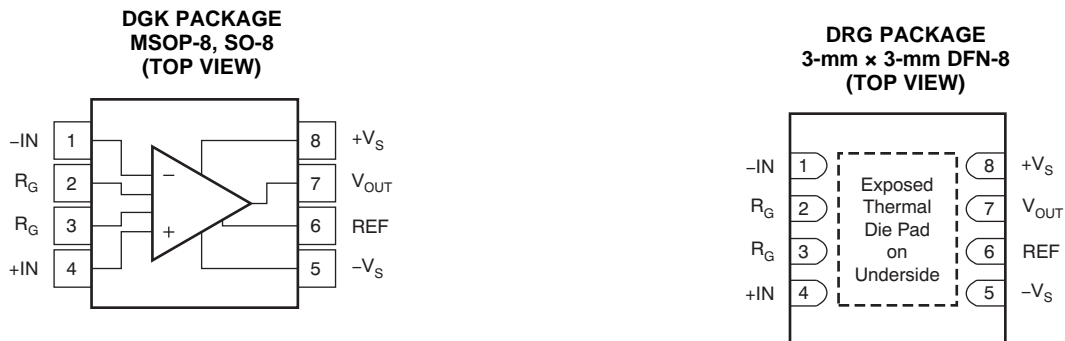 DGK PACKAGE
MSOP-8, SO-8
(TOP VIEW)
−IN 1
RG 2
RG 3
+IN 4
−
+
8 +VS
7 VOUT
6 REF
5 −VS
DRG PACKAGE
3-mm × 3-mm DFN-8
(TOP VIEW)
−IN 1
RG 2
RG 3
+IN 4
Exposed
Thermal
Die Pad
on
Underside
8 +VS
7 VOUT
6 REF
5 −VS